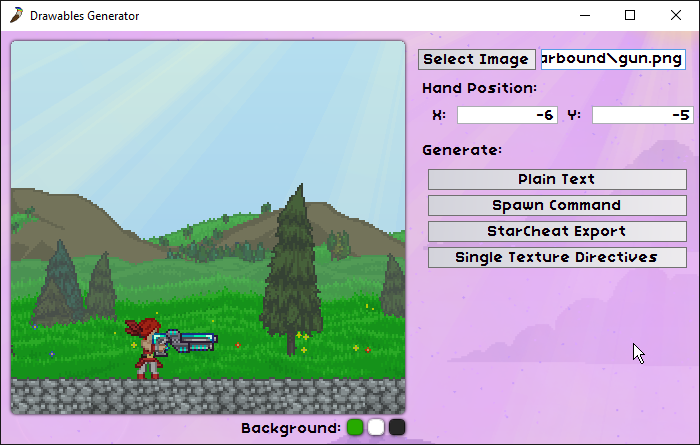 Drawables Generator
Select Image
arbound\gun.png
Hand Position:
X: -6 Y: -5
Generate:
Plain Text
Spawn Command
StarCheat Export
Single Texture Directives
Background: